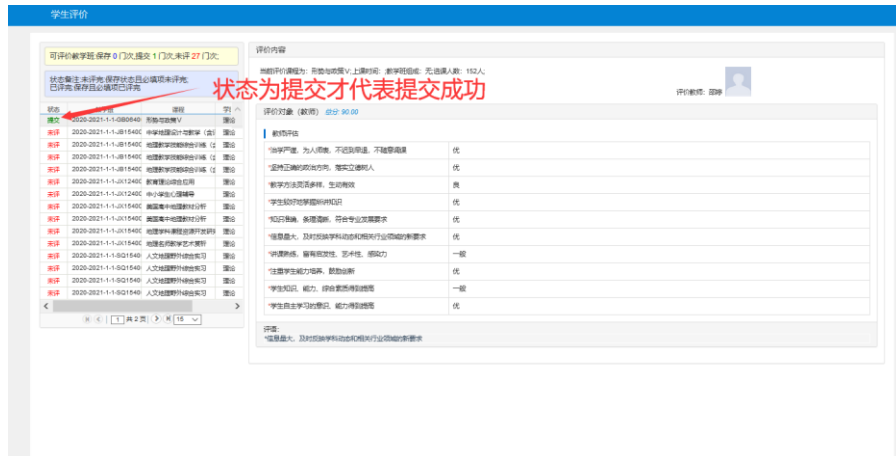 学生评价
可评价教学班:保存 0 门次,提交 1 门次,未评 27 门次;
状态备注:未评完:保存状态且必填项未评完;
已评完:保存且必填项已评完
状态为提交才代表提交成功
状态 课程
提交 2020-2021-1-1-GB0640 形势与政策V 理论
未评 2020-2021-1-1-JB1540 中学地理设计与教学（含 理论
未评 2020-2021-1-1-JB1540 地理教学技能综合训练（ 理论
未评 2020-2021-1-1-JB1540 地理教学技能综合训练（ 理论
未评 2020-2021-1-1-JB1540 地理教学技能综合训练（ 理论
未评 2020-2021-1-1-JX1240 教育理论综合应用 理论
未评 2020-2021-1-1-JX1240 中小学生心理辅导 理论
未评 2020-2021-1-1-JX1540 美国高中地理教材分析 理论
未评 2020-2021-1-1-JX1540 美国高中地理教材分析 理论
未评 2020-2021-1-1-JX1540 地理学科课程资源开发研 理论
未评 2020-2021-1-1-JX1540 地理名师教学艺术赏析 理论
未评 2020-2021-1-1-SQ1540 人文地理野外综合实习 理论
未评 2020-2021-1-1-SQ1540 人文地理野外综合实习 理论
未评 2020-2021-1-1-SQ1540 人文地理野外综合实习 理论
1 共 2 页 15
评价内容
当前评价课程为: 形势与政策V;上课时间: ;教学班组成: 无;选课人数: 152人;
评价教师: 邵婷
评价对象（教师） 总分:90.00
教师评估
*治学严谨，为人师表，不迟到早退，不随意调课 优
*坚持正确的政治方向，落实立德树人 优
*教学方法灵活多样，生动有效 良
*学生较好地掌握所讲知识 优
*知识准确，条理清晰，符合专业发展要求 优
*信息量大，及时反映学科动态和相关行业领域的新要求 优
*讲课熟练，富有启发性、艺术性、感染力 一般
*注重学生能力培养、鼓励创新 优
*学生知识、能力、综合素质得到提高 一般
*学生自主学习的意识、能力得到提高 优
评语:
*信息量大，及时反映学科动态和相关行业领域的新要求